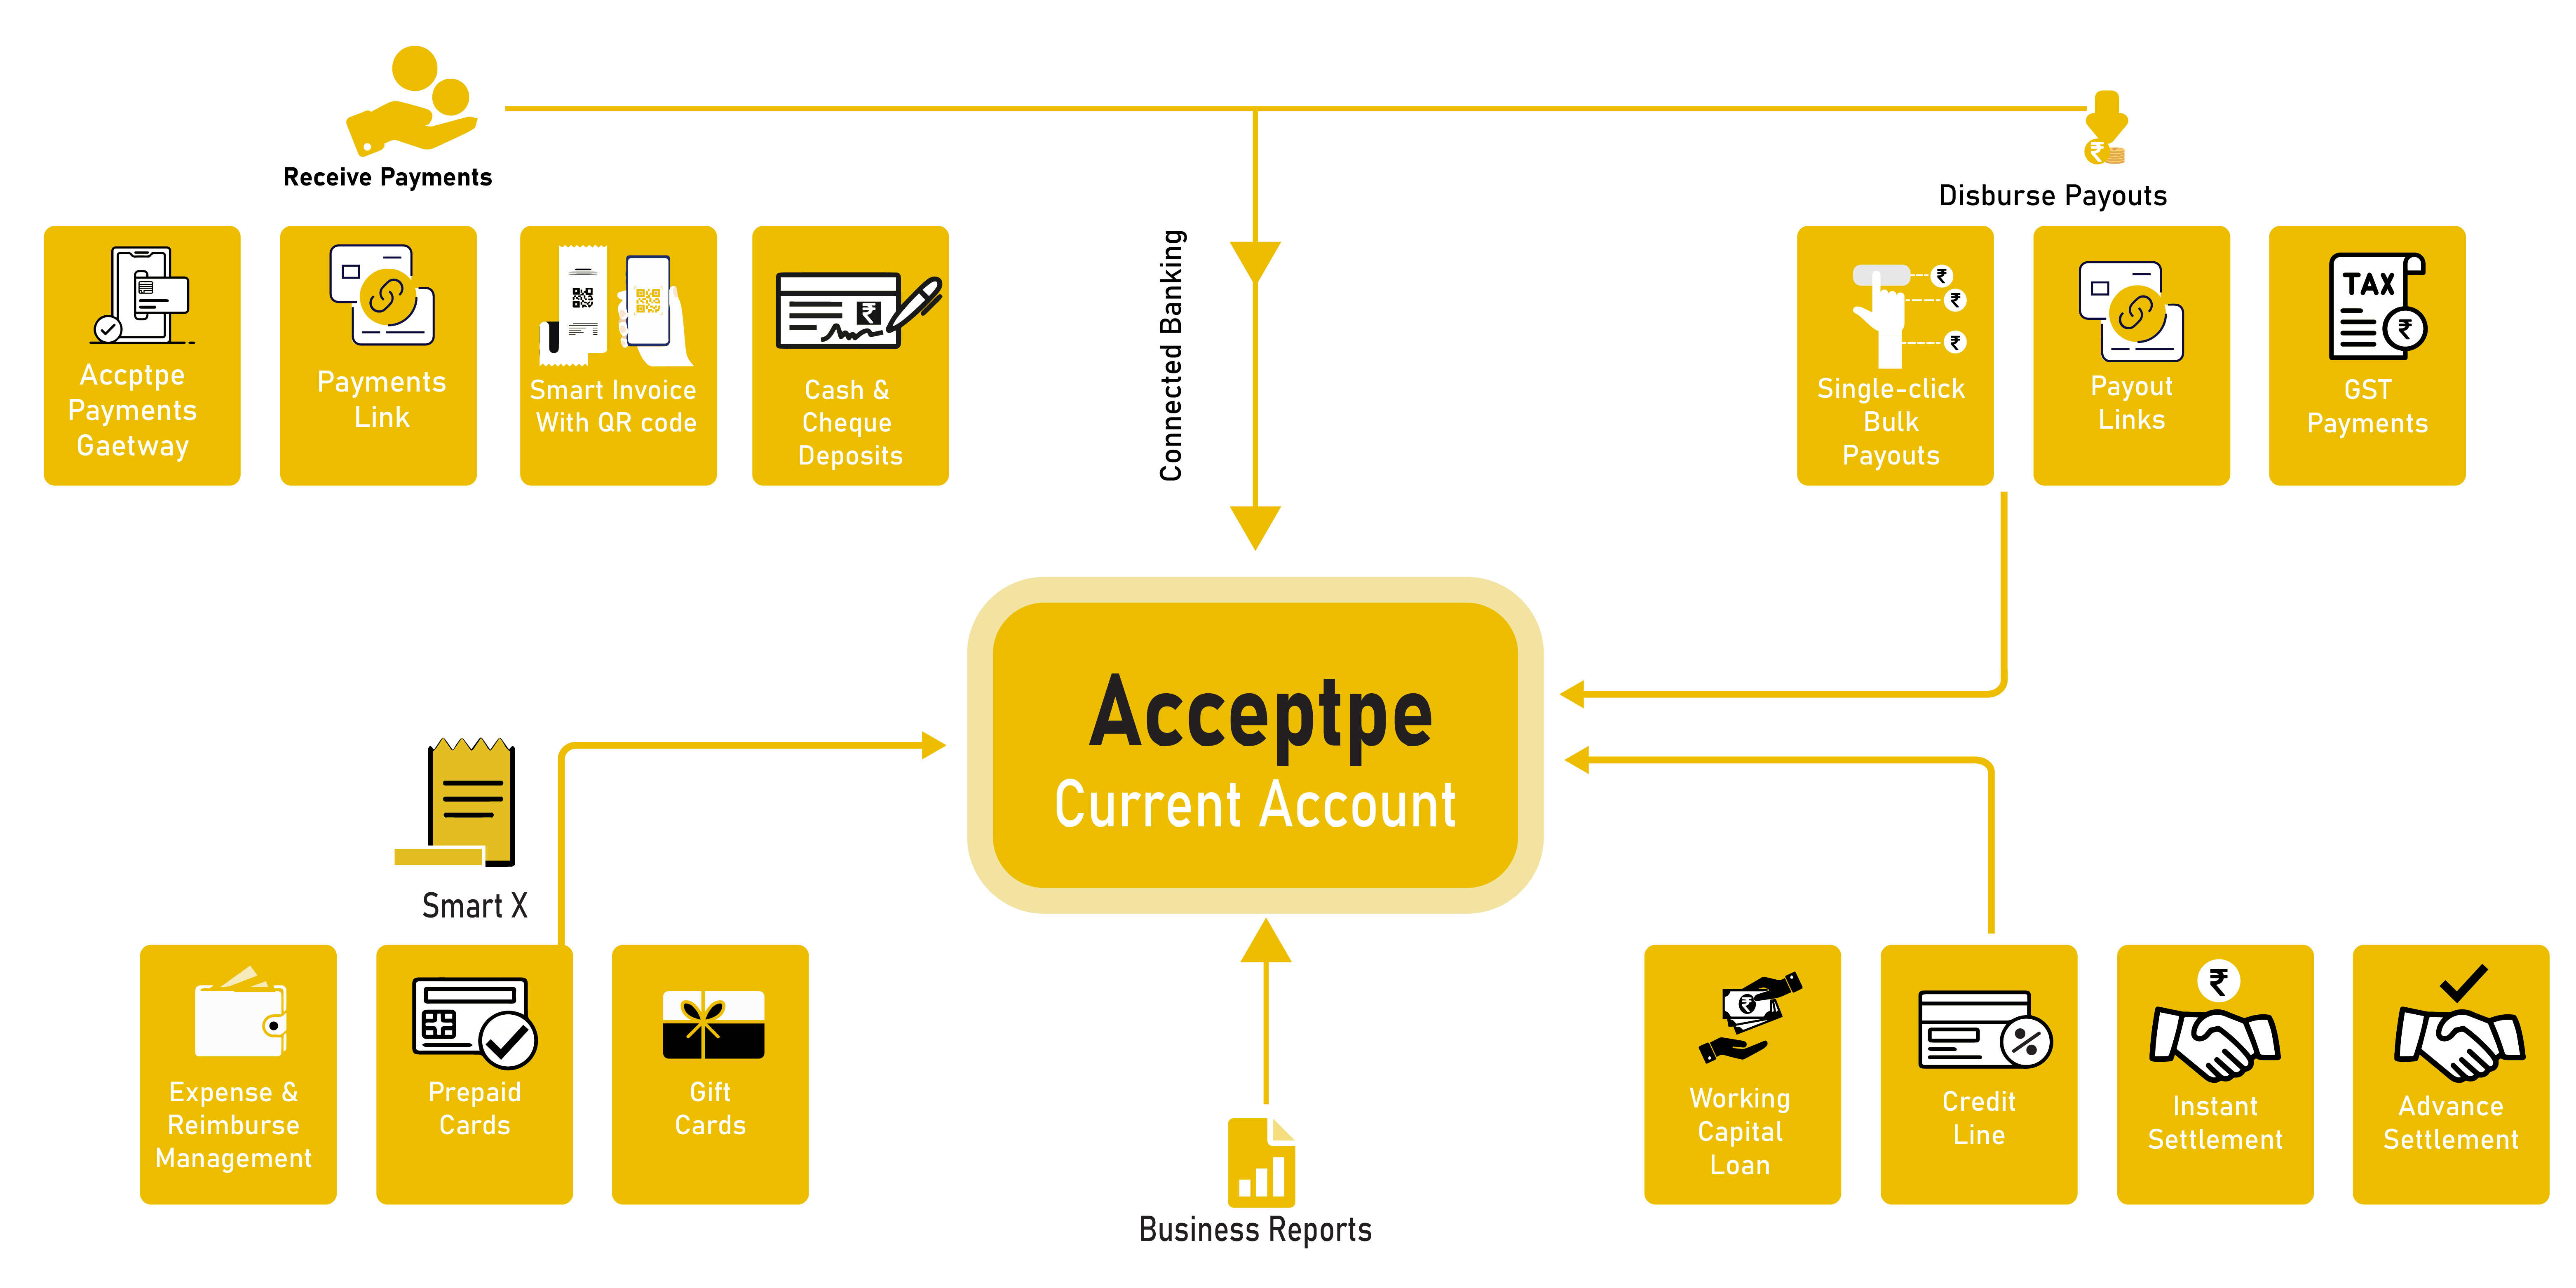 Receive Payments
Disburse Payouts
Accptpe
Payments
Gaetway
Payments
Link
Smart Invoice
With QR code
Cash &
Cheque
Deposits
Connected Banking
Single-click
Bulk
Payouts
Payout
Links
TAX
₹
GST
Payments
Acceptpe
Current Account
Smart X
Expense &
Reimburse
Management
Prepaid
Cards
Gift
Cards
Business Reports
Working
Capital
Loan
Credit
Line
Instant
Settlement
Advance
Settlement